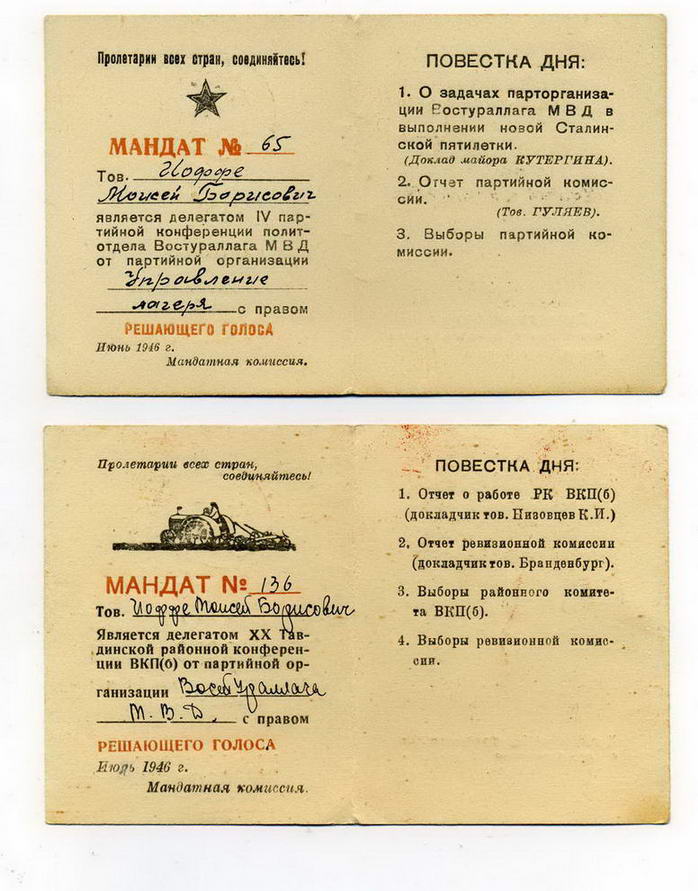 Пролетарии всех стран, соединяйтесь!
МАНДАТ № 65
Тов. Иоффе
Моисей Борисович
является делегатом IV пар-
тийной конференции полит-
отдела Востураллага МВД
от партийной организации
Управление
лагеря с правом
РЕШАЮЩЕГО ГОЛОСА
Июнь 1946 г.
Мандатная комиссия.
ПОВЕСТКА ДНЯ:
1. О задачах парторганиза-
ции Востураллага МВД в
выполнении новой Сталин-
ской пятилетки.
(Доклад майора КУТЕРГИНА).
2. Отчет партийной комис-
сии.
(Тов. ГУЛЯЕВ).
3. Выборы партийной ко-
миссии.
Пролетарии всех стран,
соединяйтесь!
МАНДАТ № 136
Тов. Иоффе Моисей Борисович
Является делегатом XX Тав-
динской районной конферен-
ции ВКП(б) от партийной ор-
ганизации Востураллага
М.В.Д. с правом
РЕШАЮЩЕГО ГОЛОСА
Июль 1946 г.
Мандатная комиссия.
ПОВЕСТКА ДНЯ:
1. Отчет о работе РК ВКП(б)
(докладчик тов. Низовцев К.И.)
2. Отчет ревизионной комиссии
(докладчик тов. Бранденбург).
3. Выборы районного комите-
та ВКП(б).
4. Выборы ревизионной комис-
сии.